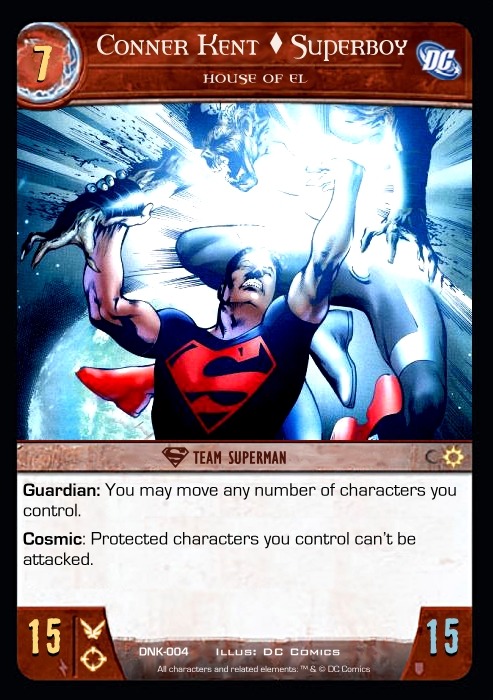 7
CONNER KENT ♦ SUPERBOY
DC
HOUSE OF EL
TEAM SUPERMAN
C
Guardian: You may move any number of characters you
control.
Cosmic: Protected characters you control can't be
attacked.
15
15
DNK-004 ILLUS: DC COMICS
All characters and related elements: ™ & © DC Comics